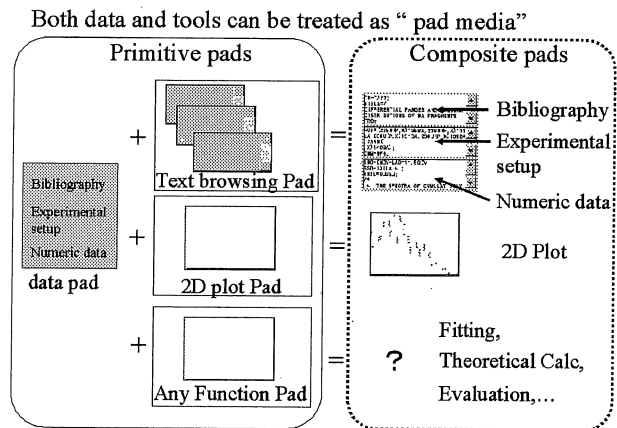 Both data and tools can be treated as “ pad media”
Primitive pads
Composite pads
Bibliography
Experimental
setup
Numeric data
data pad
+
Text browsing Pad
=
Bibliography
Experimental
setup
Numeric data
+
2D plot Pad
=
2D Plot
+
Any Function Pad
=
?
Fitting,
Theoretical Calc,
Evaluation,...